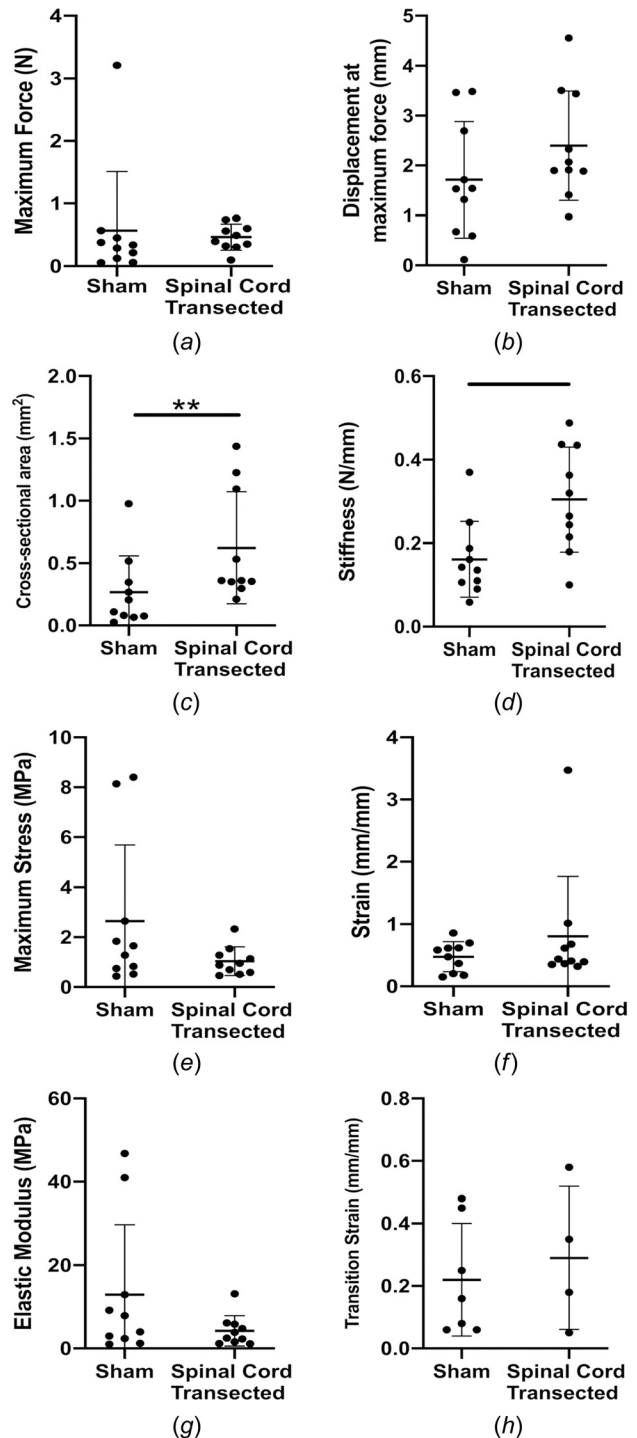 Maximum Force (N)
4
3
2
1
0
Sham
Spinal Cord
Transected
(a)
Displacement at
maximum force (mm)
5
4
3
2
1
0
Sham
Spinal Cord
Transected
(b)
Cross-sectional area (mm²)
2.0
1.5
1.0
0.5
0.0
**
Sham
Spinal Cord
Transected
(c)
Stiffness (N/mm)
0.6
0.4
0.2
0.0
Sham
Spinal Cord
Transected
(d)
Maximum Stress (MPa)
10
8
6
4
2
0
Sham
Spinal Cord
Transected
(e)
Strain (mm/mm)
4
3
2
1
0
Sham
Spinal Cord
Transected
(f)
Elastic Modulus (MPa)
60
40
20
0
Sham
Spinal Cord
Transected
(g)
Transition Strain (mm/mm)
0.8
0.6
0.4
0.2
0.0
Sham
Spinal Cord
Transected
(h)